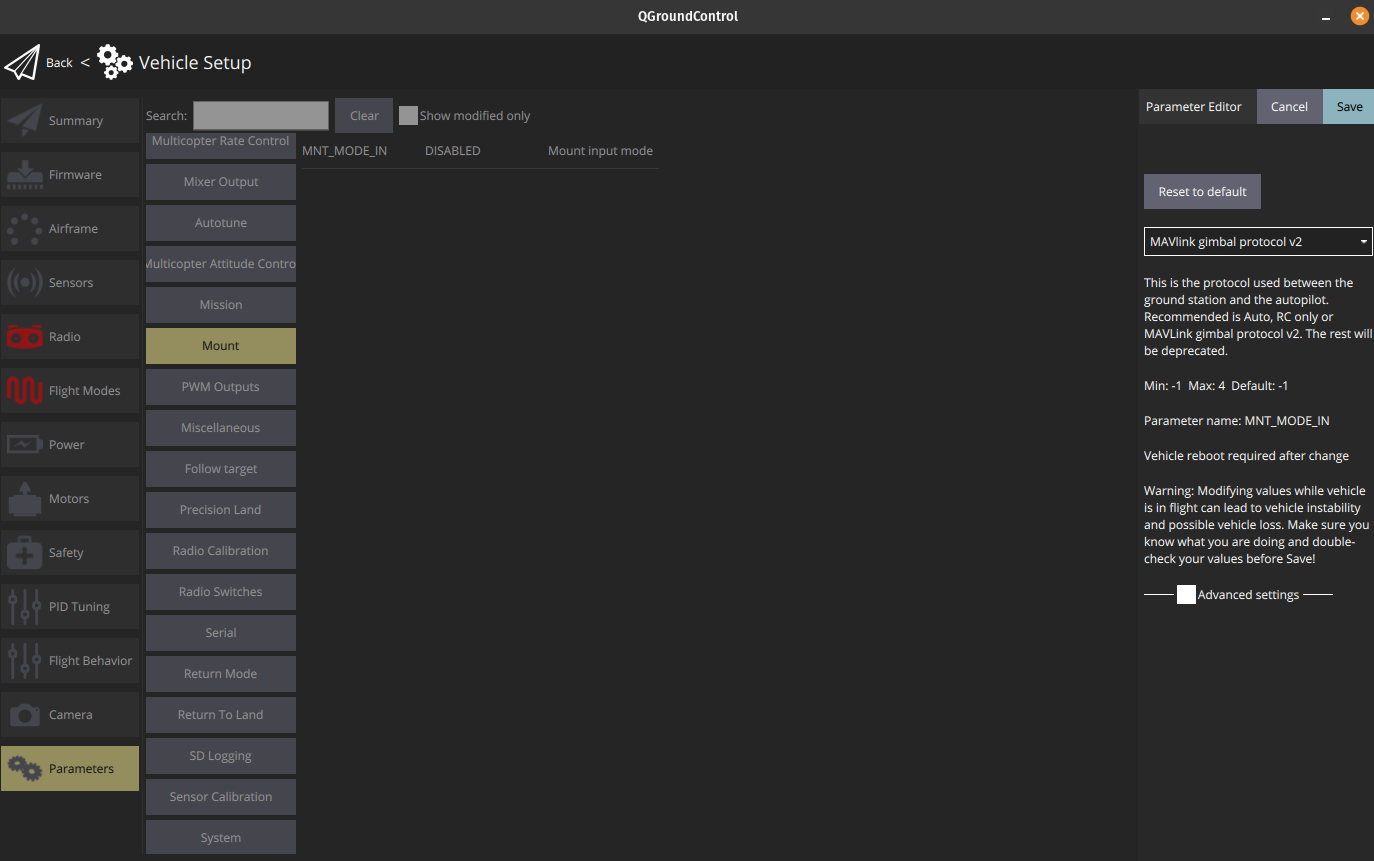 QGroundControl
Back < Vehicle Setup
Summary
Firmware
Airframe
Sensors
Radio
Flight Modes
Power
Motors
Safety
PID Tuning
Flight Behavior
Camera
Parameters
Search:
Clear
Show modified only
Multicopter Rate Control
Mixer Output
Autotune
Multicopter Attitude Contro
Mission
Mount
PWM Outputs
Miscellaneous
Follow target
Precision Land
Radio Calibration
Radio Switches
Serial
Return Mode
Return To Land
SD Logging
Sensor Calibration
System
MNT_MODE_IN DISABLED Mount input mode
Parameter Editor
Cancel
Save
Reset to default
MAVlink gimbal protocol v2
This is the protocol used between the
ground station and the autopilot.
Recommended is Auto, RC only or
MAVLink gimbal protocol v2. The rest will
be deprecated.
Min: -1 Max: 4 Default: -1
Parameter name: MNT_MODE_IN
Vehicle reboot required after change
Warning: Modifying values while vehicle
is in flight can lead to vehicle instability
and possible vehicle loss. Make sure you
know what you are doing and double-
check your values before Save!
Advanced settings